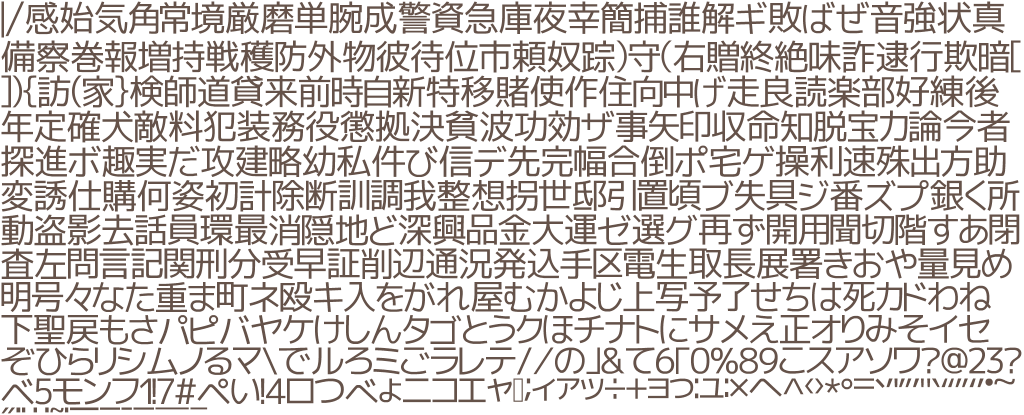 |/感始気角常境厳磨単腕成警資急庫夜幸簡捕誰解ギ敗ばぜ音強状真
備察巻報増持戦穫防外物彼待位市頼奴踪)守(右贈終絶味詐逮行欺暗[
]){訪(家}検師道貸来前時自新特移賭使作住向中げ走良読楽部好練後
年定確犬敵料犯装務役懲拠決貧波功効ザ事矢印収命知脱宝力論今者
探進ボ趣実だ攻建略幼私件び信デ先完幅合倒ポ宅ゲ操利速殊出方助
変誘仕購何姿初計除断訓調我整想拐世邸引置頃ブ失具ジ番ズプ銀く所
動盗影去話員環最消隠地ど深興品金大運ゼ選グ再ず開用聞切階すあ閉
査左問言記関刑分受早証削辺通況発込手区電生取長展署きおや量見め
明号々なた重ま町ネ殴キ入をがれ屋むかよじ上写予了せちは死カドわね
下聖戻もさパピバヤケけしんタゴとうクほチナトにサメえ正オりみそイセ
ぞひらリシムノるマ\でルろミごラレテ//の」&て6「0%89こスアソワ?@23?
べ5モンフ1!7#ぺい!4ロつベょニコエャ;ィアッ÷+ヨっ:ユ:×へ^<>*°=